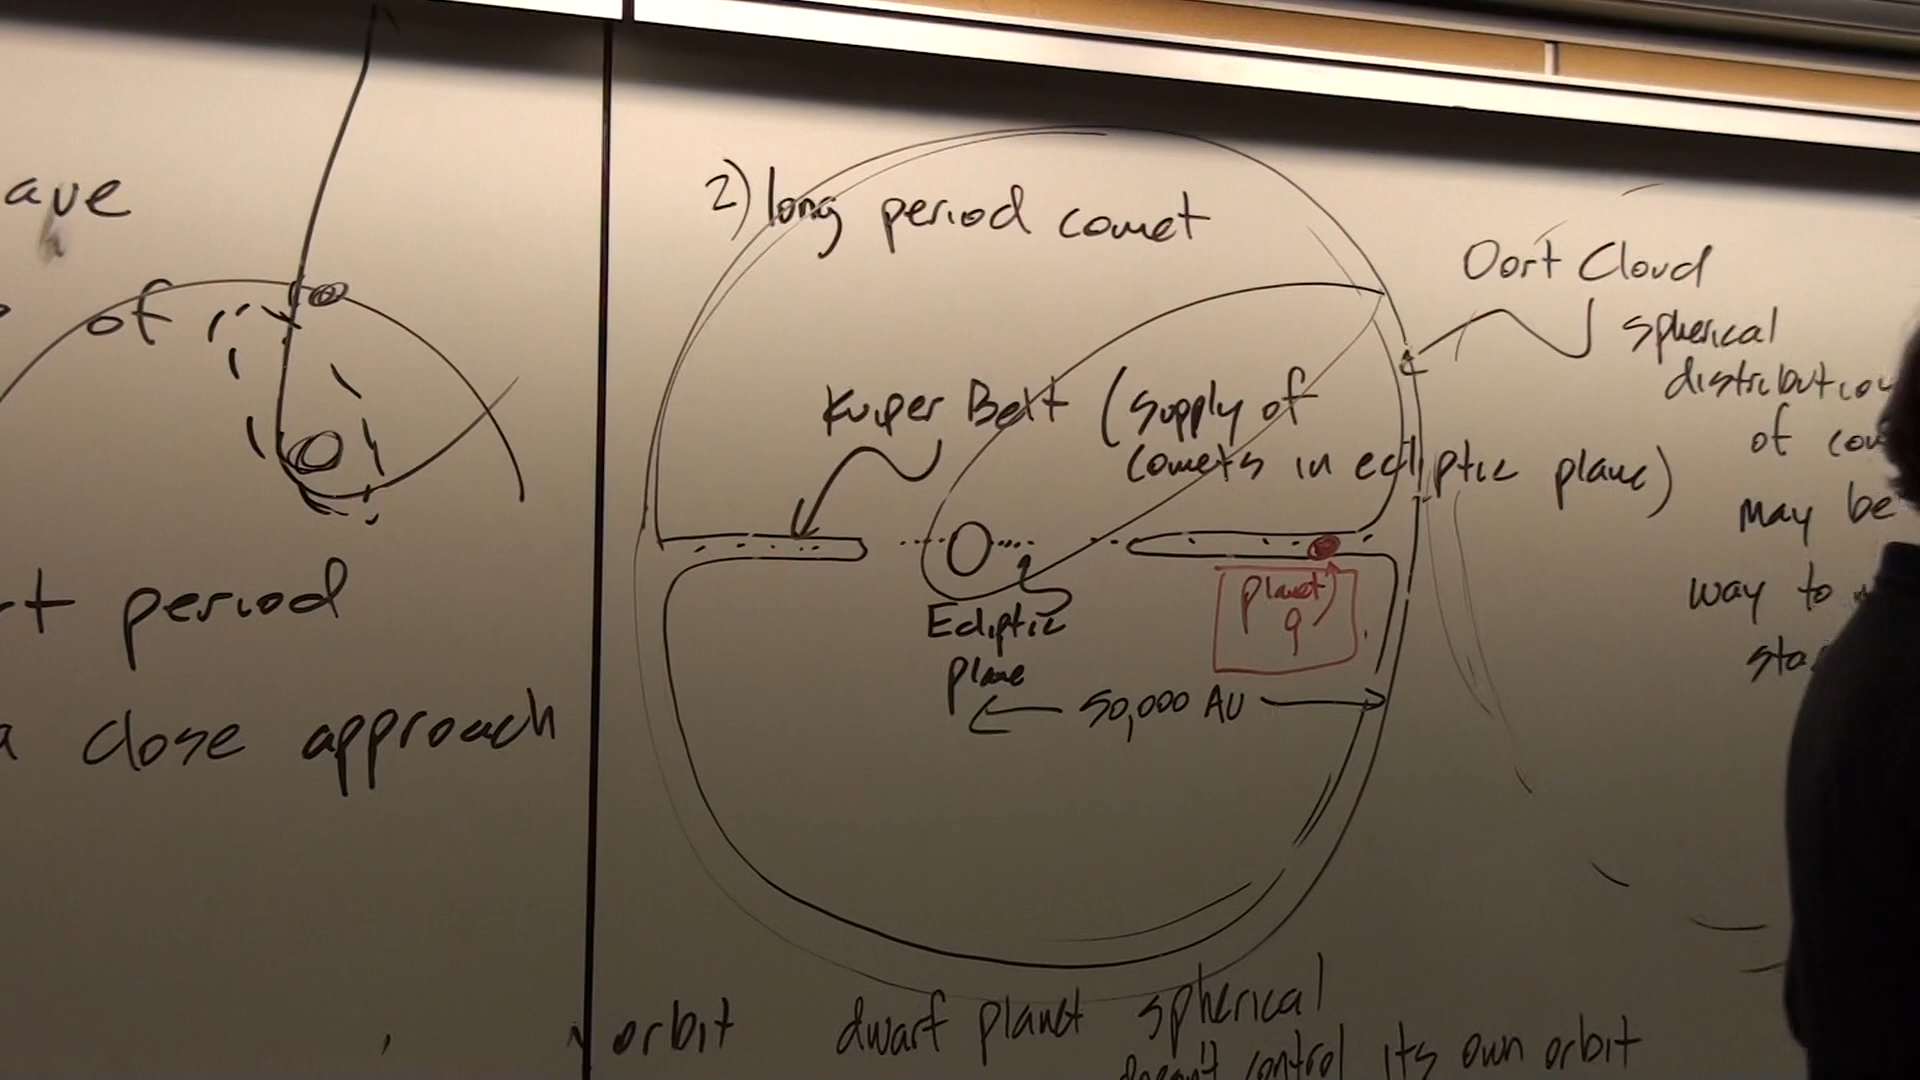 ave
of
period
a close approach
2) long period comet
Kuiper Belt (supply of
comets in ecliptic plane)
Ecliptic
plane
planet
9
50,000 AU
Oort Cloud
spherical
of
may be
way to
orbit
dwarf planet spherical
doesn't control its own orbit